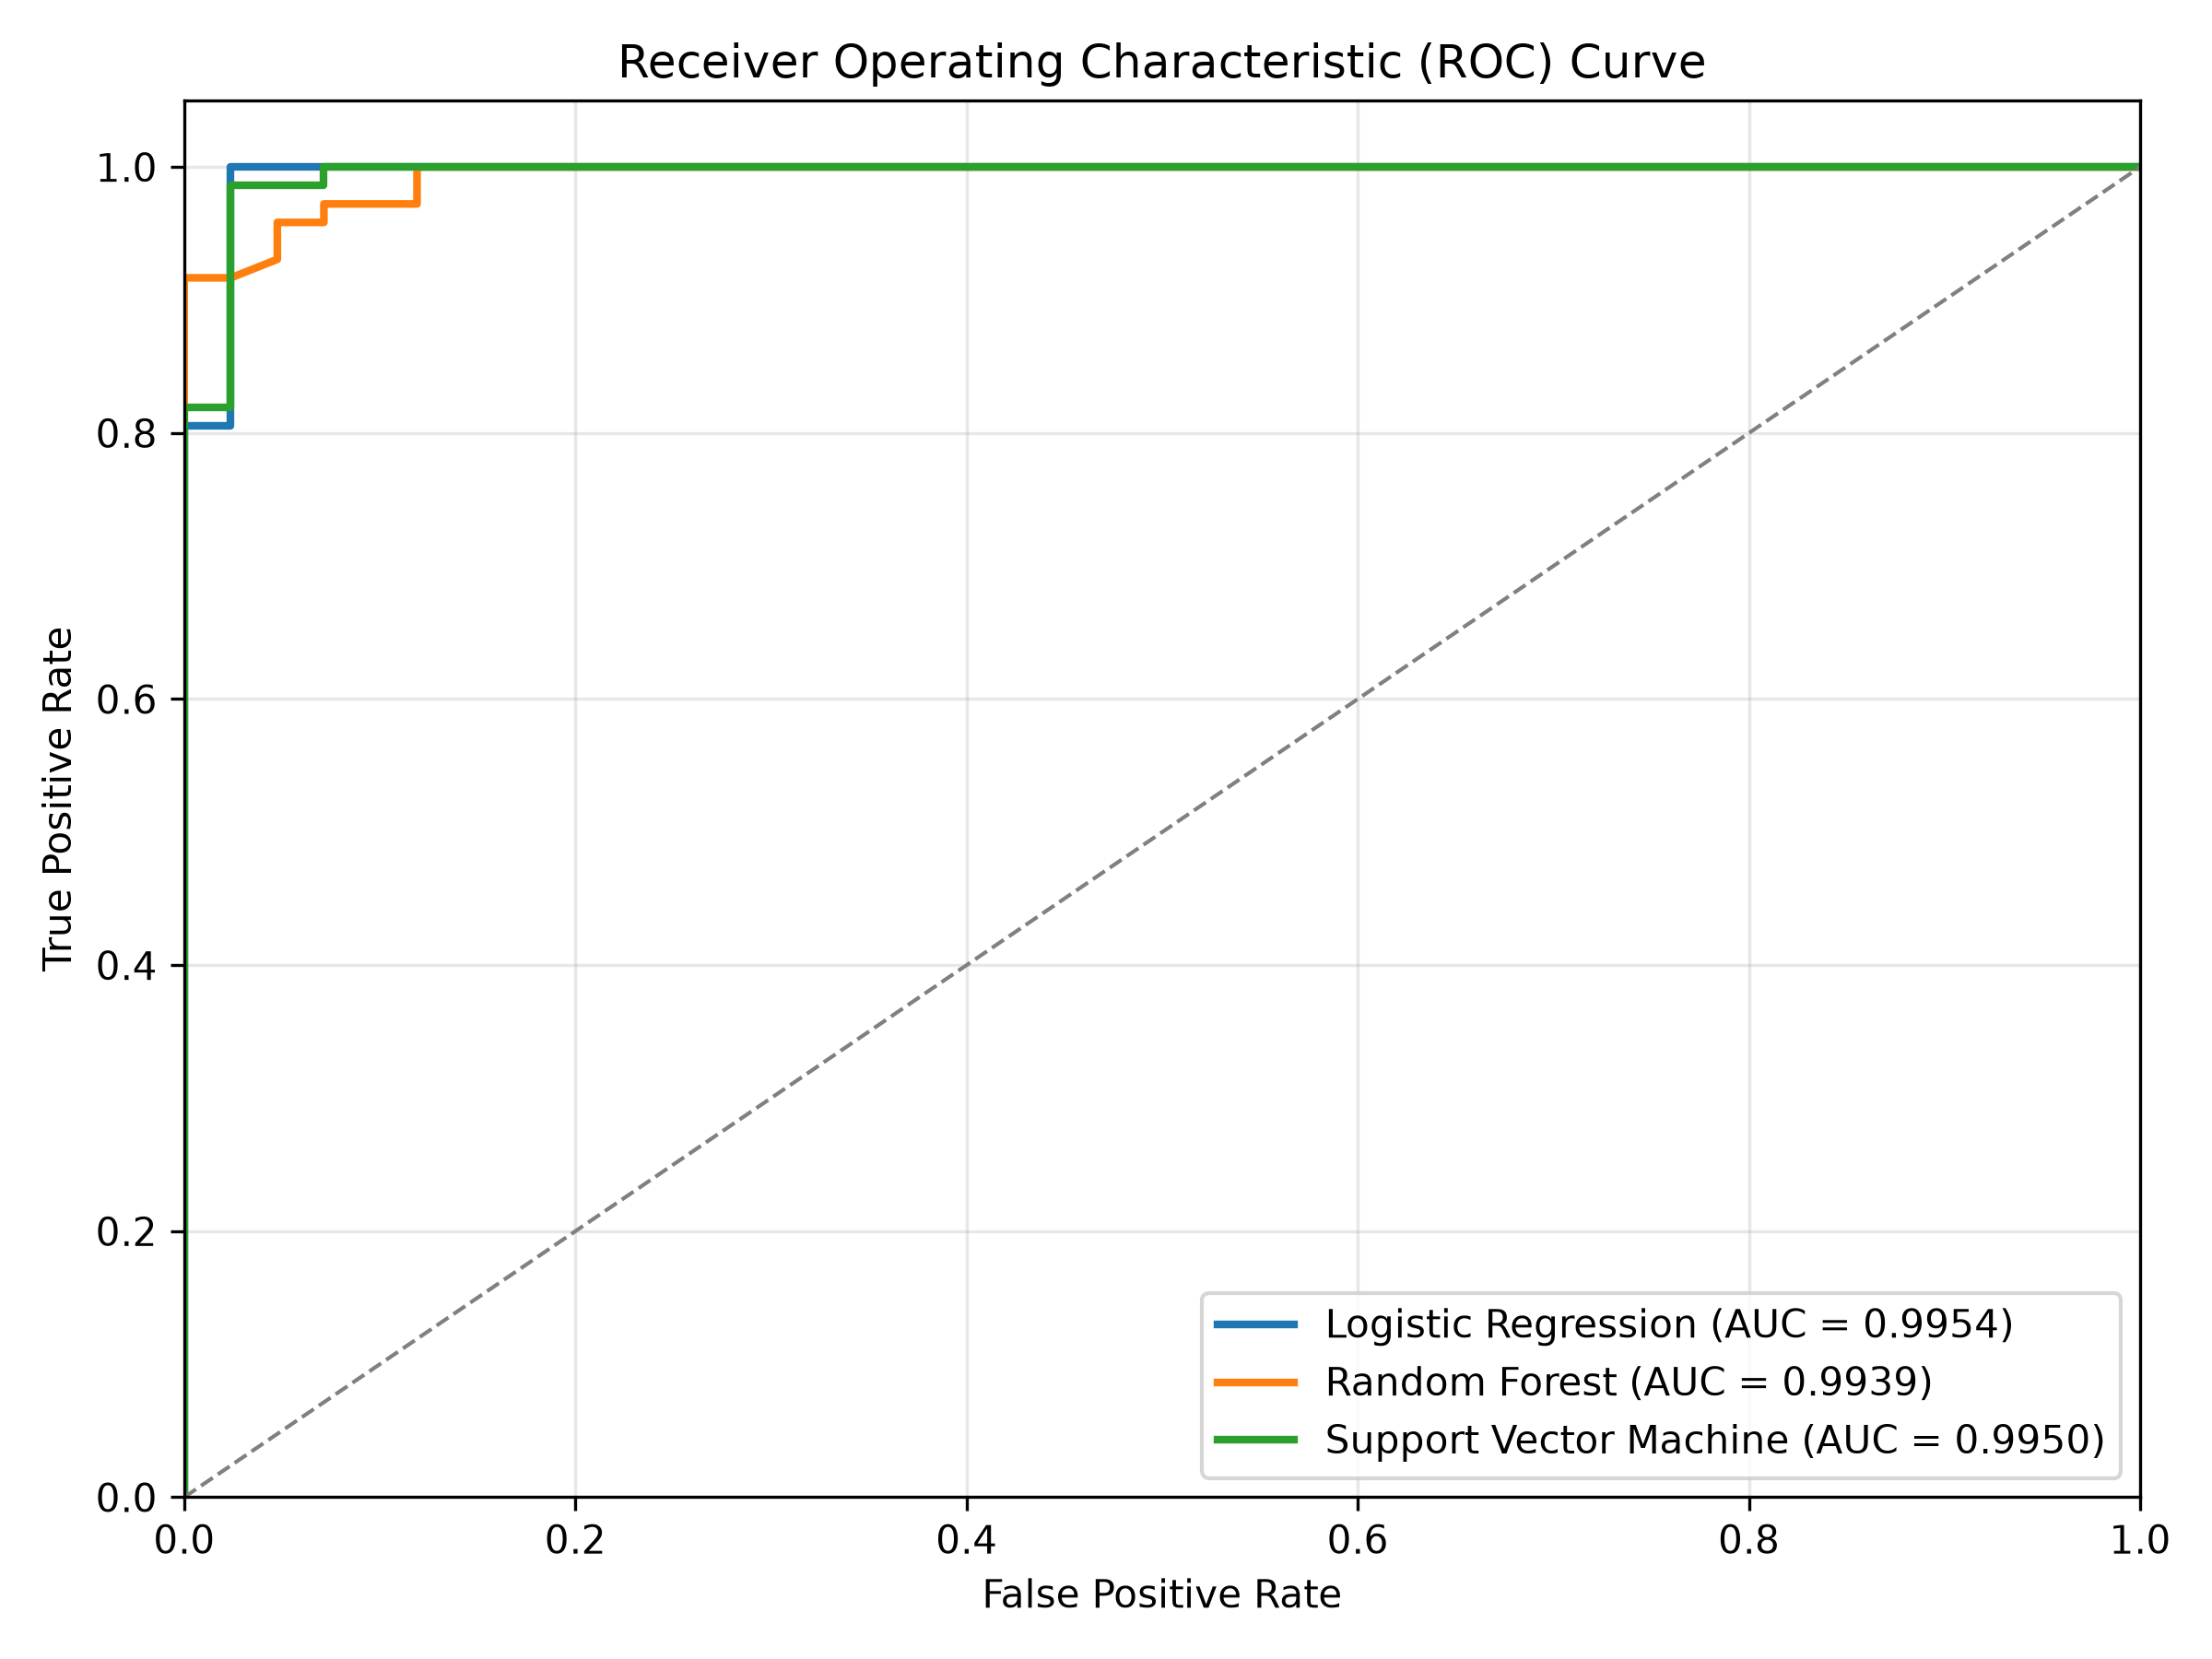 Receiver Operating Characteristic (ROC) Curve
1.0
0.8
0.6
0.4
0.2
0.0
True Positive Rate
0.0 0.2 0.4 0.6 0.8 1.0
False Positive Rate
Logistic Regression (AUC = 0.9954)
Random Forest (AUC = 0.9939)
Support Vector Machine (AUC = 0.9950)